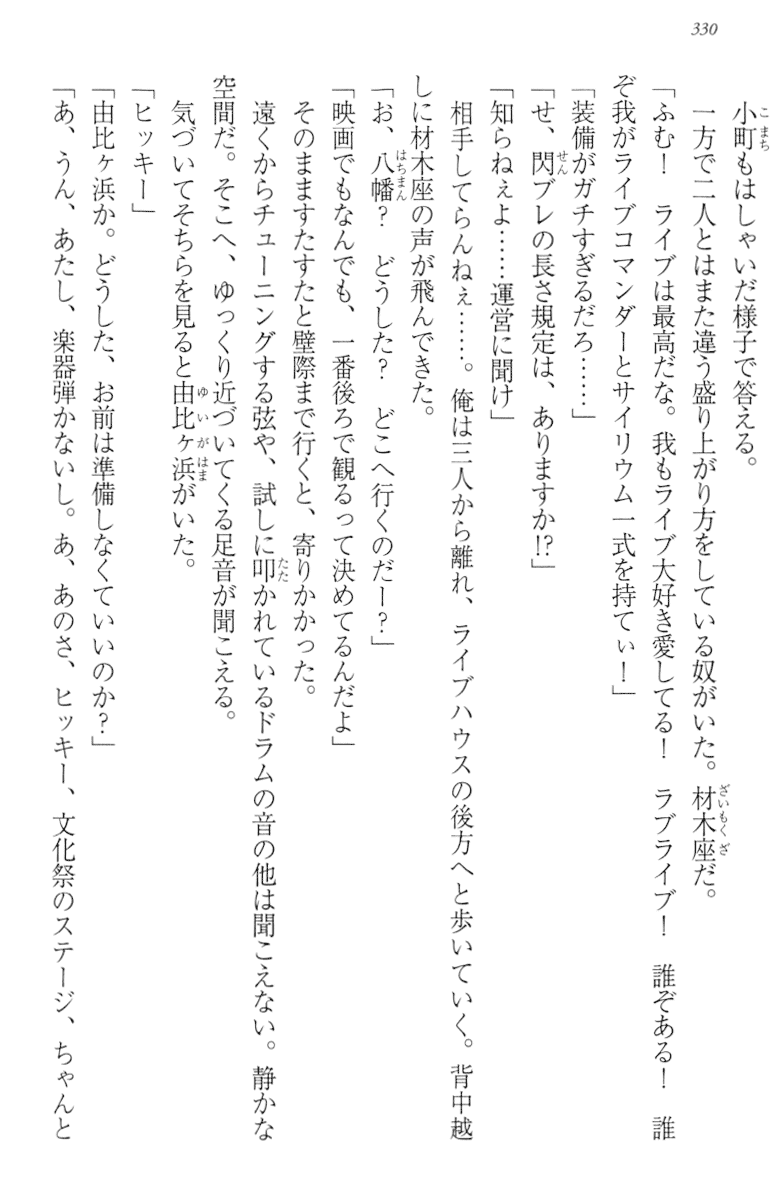 330
小町もはしゃいだ様子で答える。
一方で二人とはまた違う盛り上がり方をしている奴がいた。材木座だ。
「ふむ！　ライブは最高だな。我もライブ大好き愛してる！　ラブライブ！　誰ぞある！　誰
ぞ我がライブコマンダーとサイリウム一式を持てぃ！」
「装備がガチすぎるだろ……」
「せ、閃ブレの長さ規定は、ありますか!?」
「知らねぇよ……運営に聞け」
相手してらんねぇ……。俺は三人から離れ、ライブハウスの後方へと歩いていく。背中越
しに材木座の声が飛んできた。
「お、八幡？　どうした？　どこへ行くのだー？」
「映画でもなんでも、一番後ろで観るって決めてるんだよ」
そのまますたすたと壁際まで行くと、寄りかかった。
遠くからチューニングする弦や、試しに叩かれているドラムの音の他は聞こえない。静かな
空間だ。そこへ、ゆっくり近づいてくる足音が聞こえる。
気づいてそちらを見ると由比ヶ浜がいた。
「ヒッキー」
「由比ヶ浜か。どうした、お前は準備しなくていいのか？」
「あ、うん、あたし、楽器弾かないし。あ、あのさ、ヒッキー、文化祭のステージ、ちゃんと